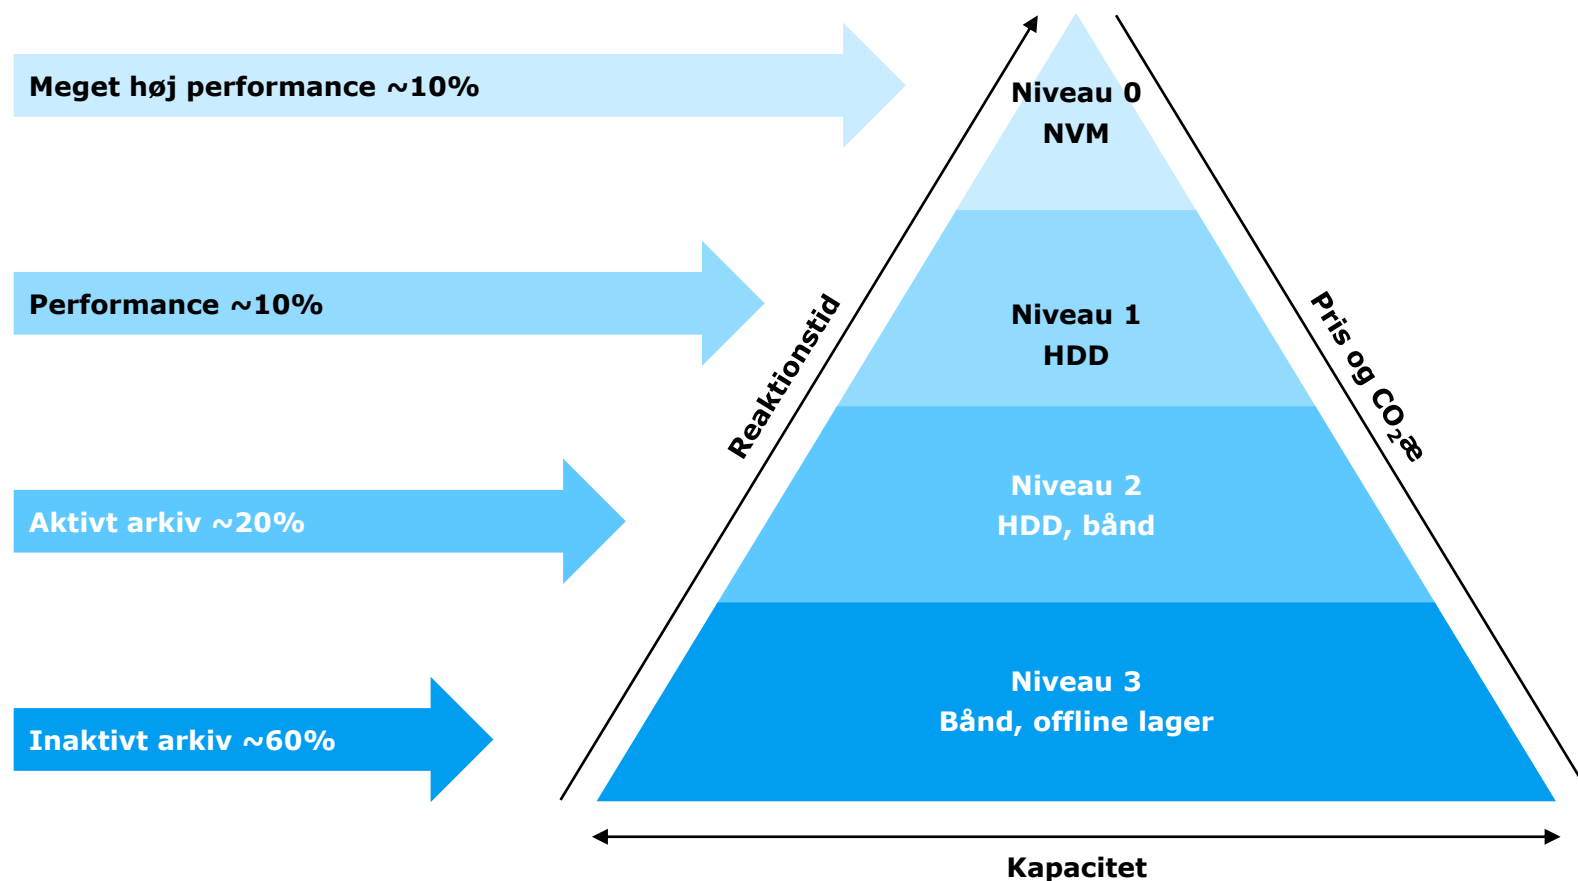 Meget høj performance ~10%
Niveau 0
NVM
Performance ~10%
Niveau 1
HDD
Reaktionstid
Pris og CO₂æ
Aktivt arkiv ~20%
Niveau 2
HDD, bånd
Inaktivt arkiv ~60%
Niveau 3
Bånd, offline lager
Kapacitet